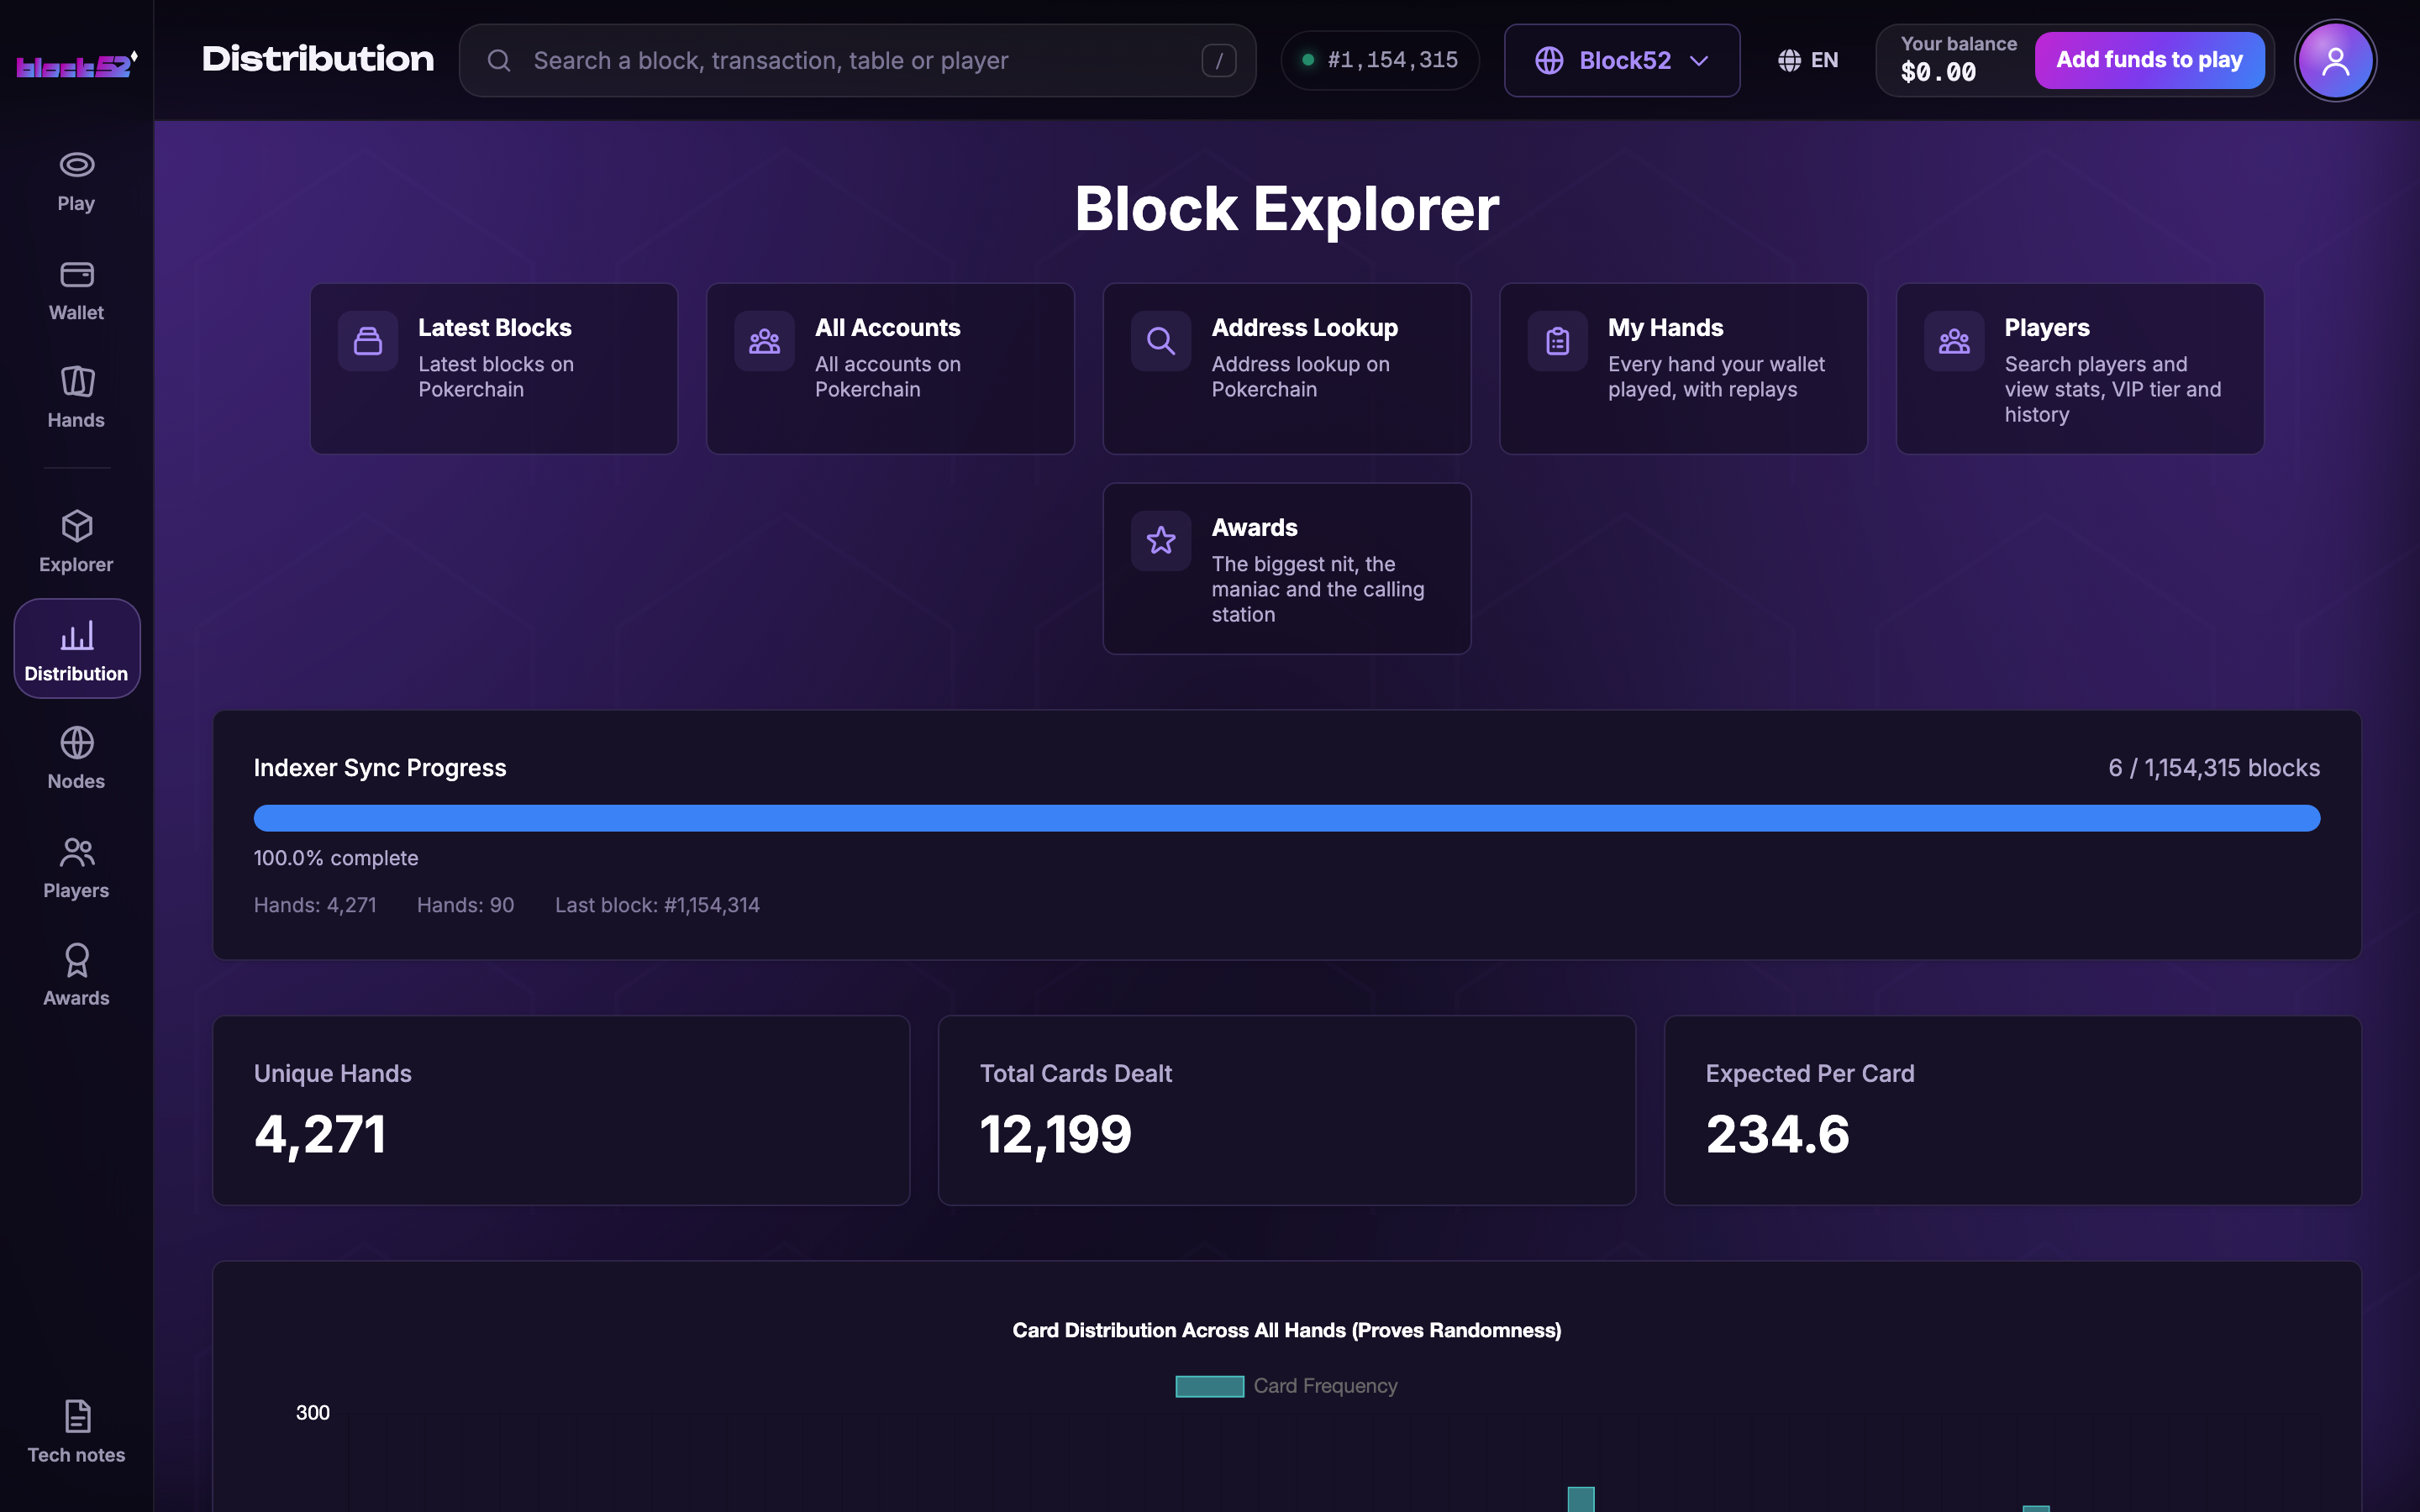 block52
Distribution
Search a block, transaction, table or player
/
#1,154,315
Block52
EN
Your balance
$0.00
Add funds to play
Play
Wallet
Hands
Explorer
Distribution
Nodes
Players
Awards
Tech notes
Block Explorer
Latest Blocks
Latest blocks on
Pokerchain
All Accounts
All accounts on
Pokerchain
Address Lookup
Address lookup on
Pokerchain
My Hands
Every hand your wallet
played, with replays
Players
Search players and
view stats, VIP tier and
history
Awards
The biggest nit, the
maniac and the calling
station
Indexer Sync Progress
6 / 1,154,315 blocks
100.0% complete
Hands: 4,271
Hands: 90
Last block: #1,154,314
Unique Hands
4,271
Total Cards Dealt
12,199
Expected Per Card
234.6
Card Distribution Across All Hands (Proves Randomness)
Card Frequency
300